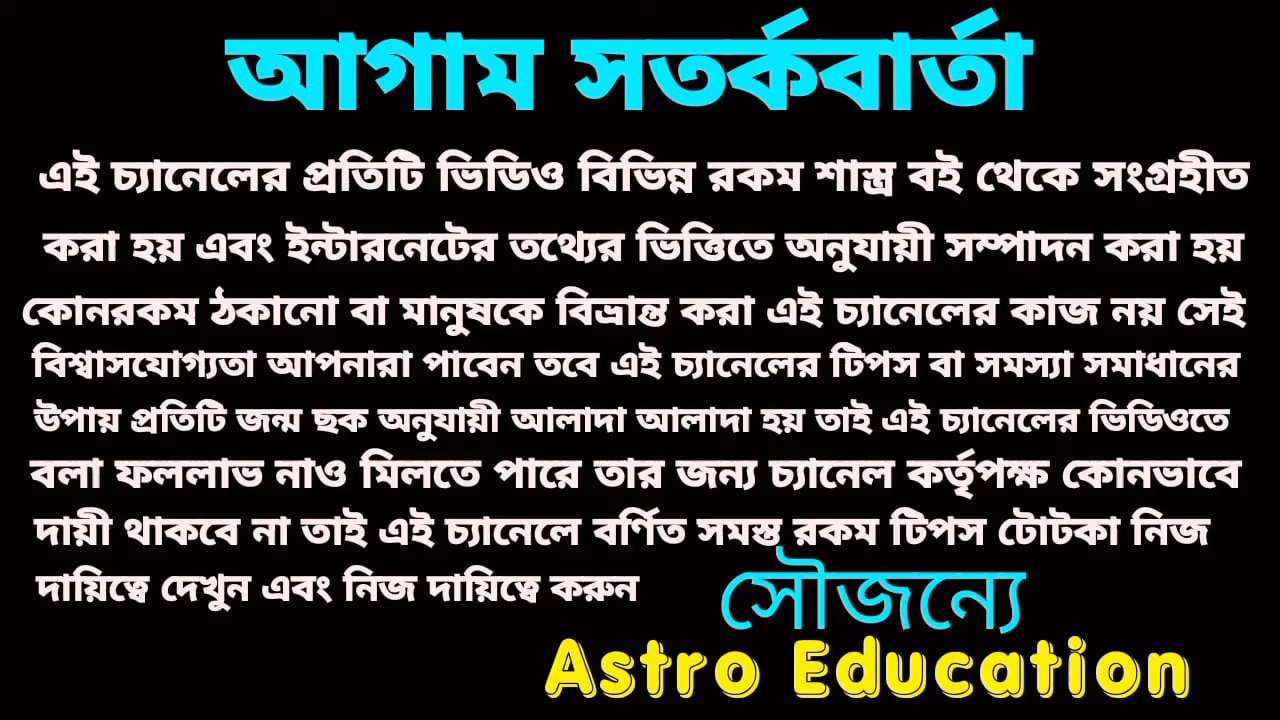 আগাম সতর্কবার্তা
এই চ্যানেলের প্রতিটি ভিডিও বিভিন্ন রকম শাস্ত্র বই থেকে সংগ্রহীত
করা হয় এবং ইন্টারনেটের তথ্যের ভিত্তিতে অনুযায়ী সম্পাদন করা হয়
কোনরকম ঠকানো বা মানুষকে বিভ্রান্ত করা এই চ্যানেলের কাজ নয় সেই
বিশ্বাসযোগ্যতা আপনারা পাবেন তবে এই চ্যানেলের টিপস বা সমস্যা সমাধানের
উপায় প্রতিটি জন্ম ছক অনুযায়ী আলাদা আলাদা হয় তাই এই চ্যানেলের ভিডিওতে
বলা ফললাভ নাও মিলতে পারে তার জন্য চ্যানেল কর্তৃপক্ষ কোনভাবে
দায়ী থাকবে না তাই এই চ্যানেলে বর্ণিত সমস্ত রকম টিপস টোটকা নিজ
দায়িত্বে দেখুন এবং নিজ দায়িত্বে করুন
সৌজন্যে
Astro Education